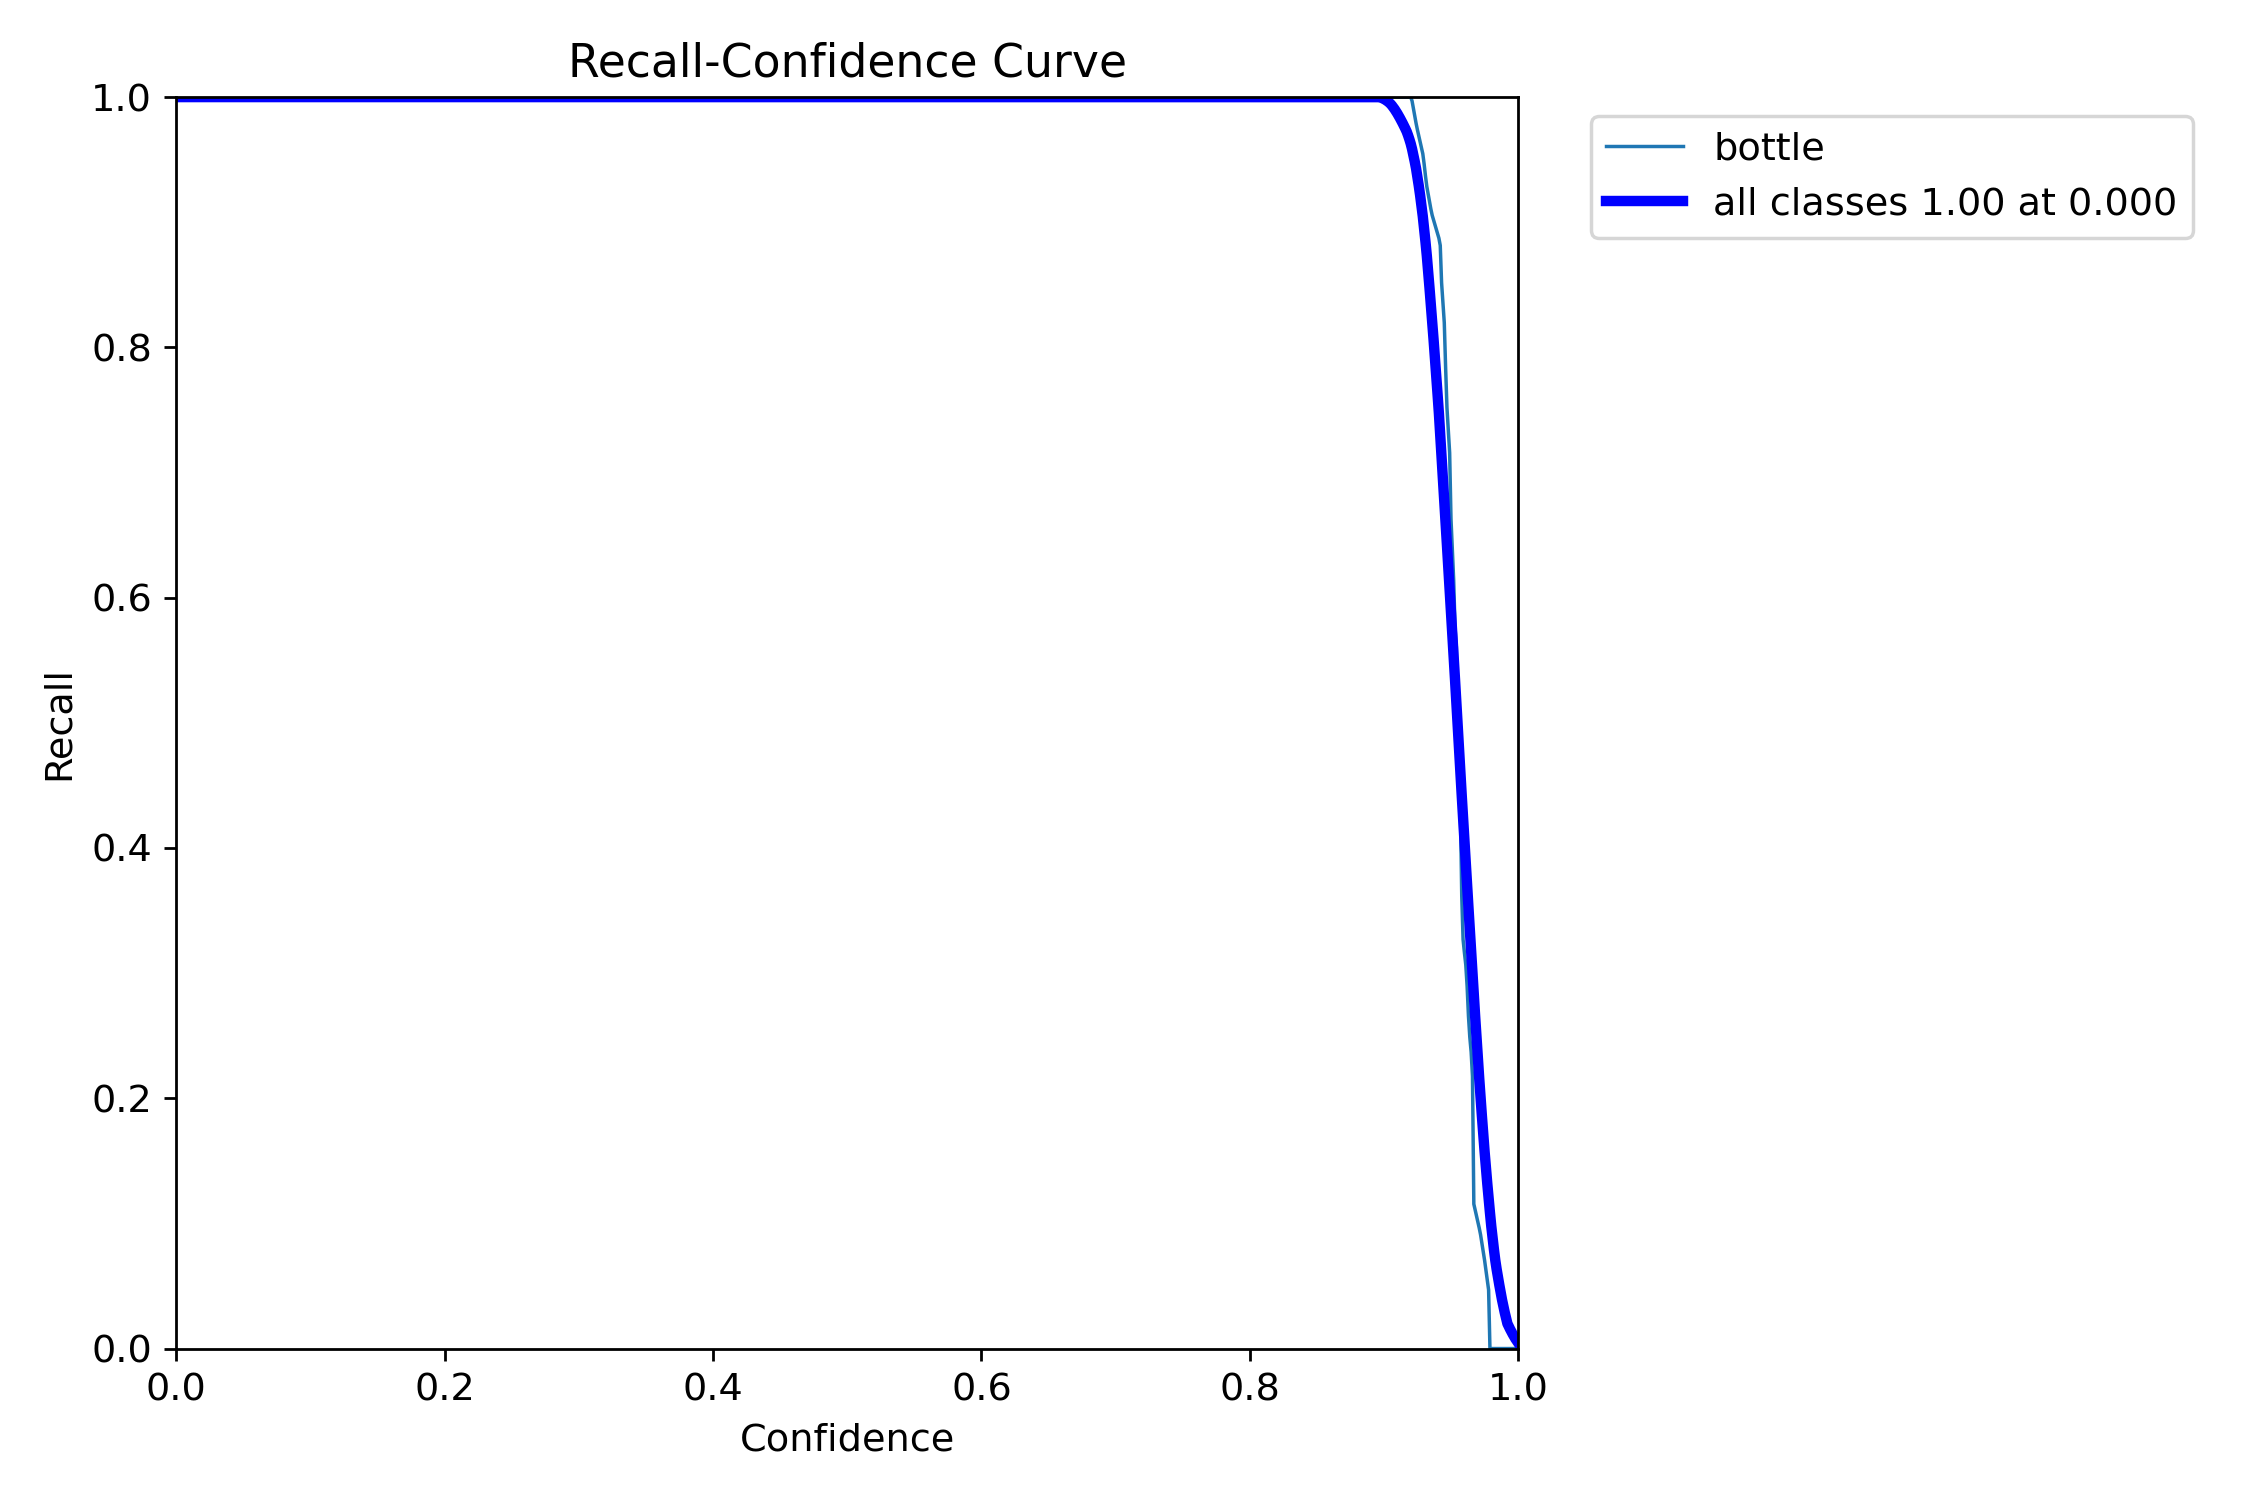 Recall-Confidence Curve
1.0
0.8
0.6
0.4
0.2
0.0
Recall
0.0 0.2 0.4 0.6 0.8 1.0
Confidence
bottle
all classes 1.00 at 0.000